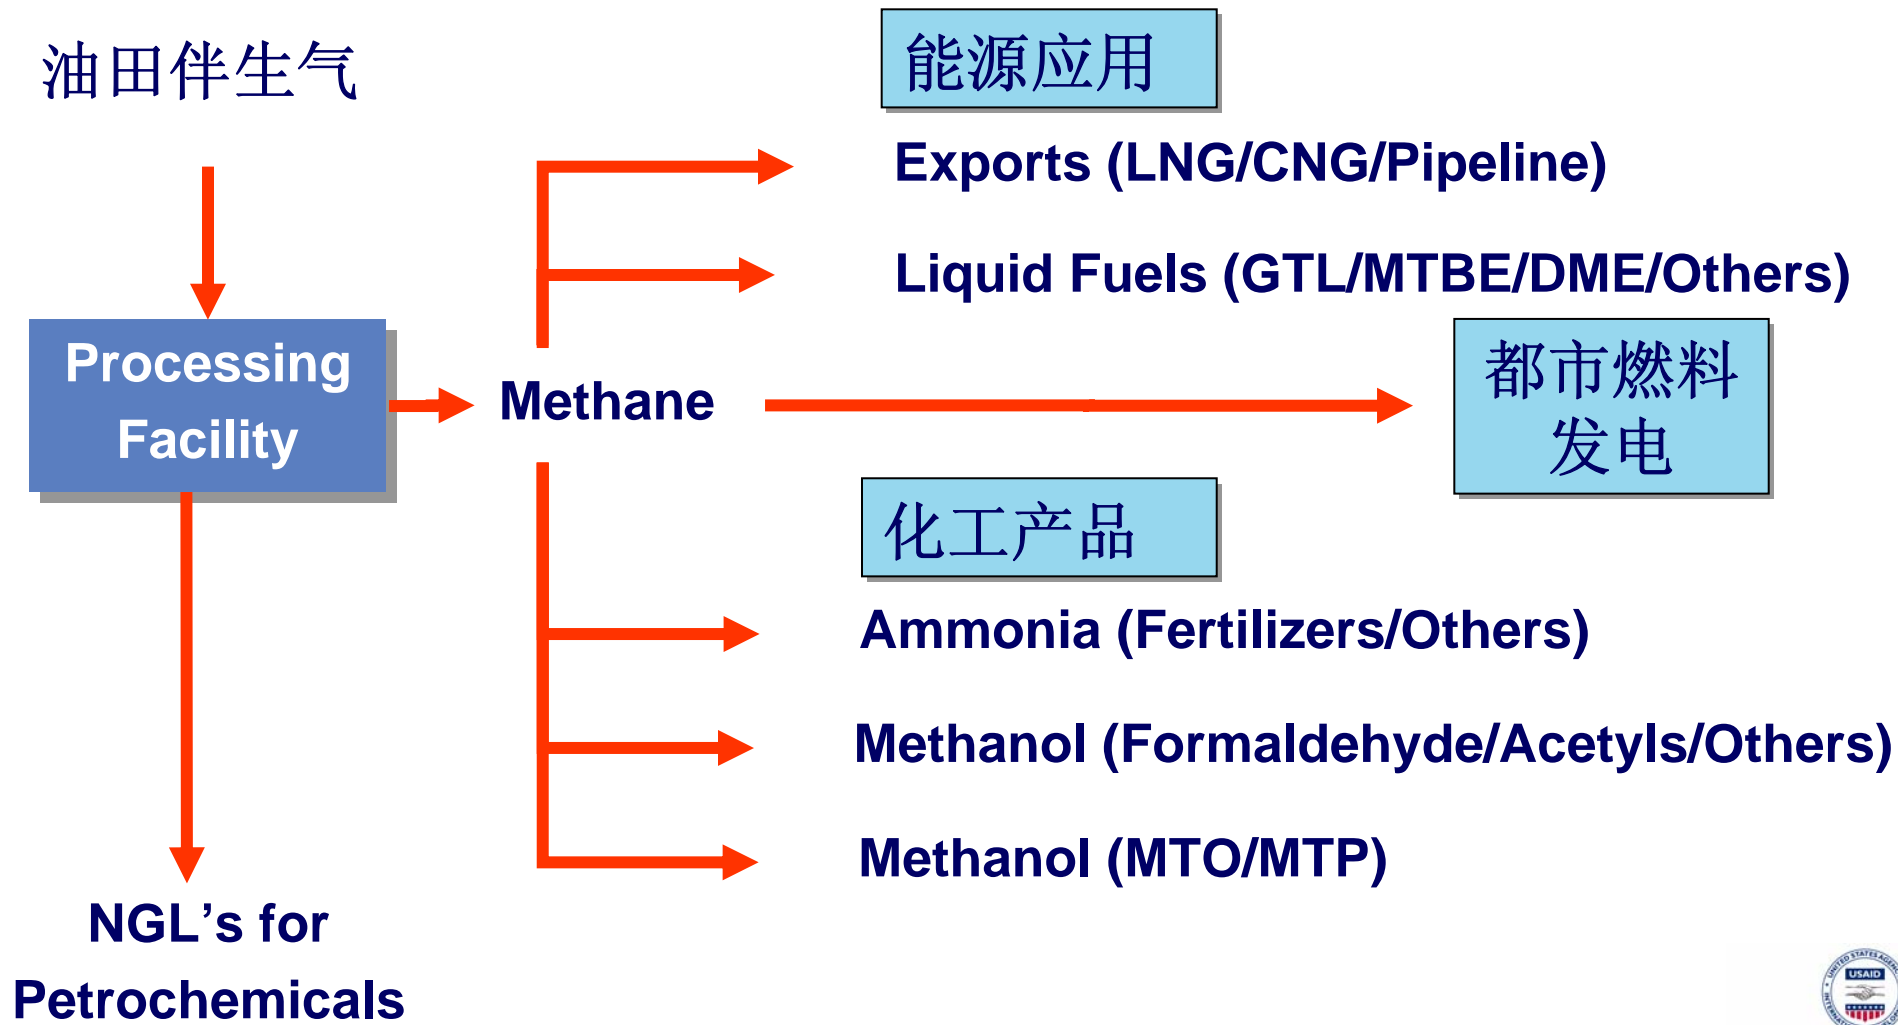 油田伴生气
能源应用
Exports (LNG/CNG/Pipeline)
Liquid Fuels (GTL/MTBE/DME/Others)
Processing
Facility
Methane
都市燃料
发电
化工产品
Ammonia (Fertilizers/Others)
Methanol (Formaldehyde/Acetyls/Others)
Methanol (MTO/MTP)
NGL’s for
Petrochemicals
USAID